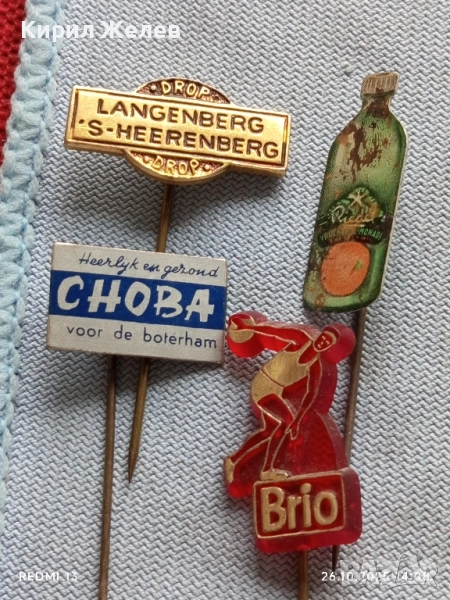 Кирил Желев
DROP
LANGENBERG
'S-HEERENBERG
DROP
Heerlyk en gezond
CHOBA
voor de boterham
Brio
REDMI 13